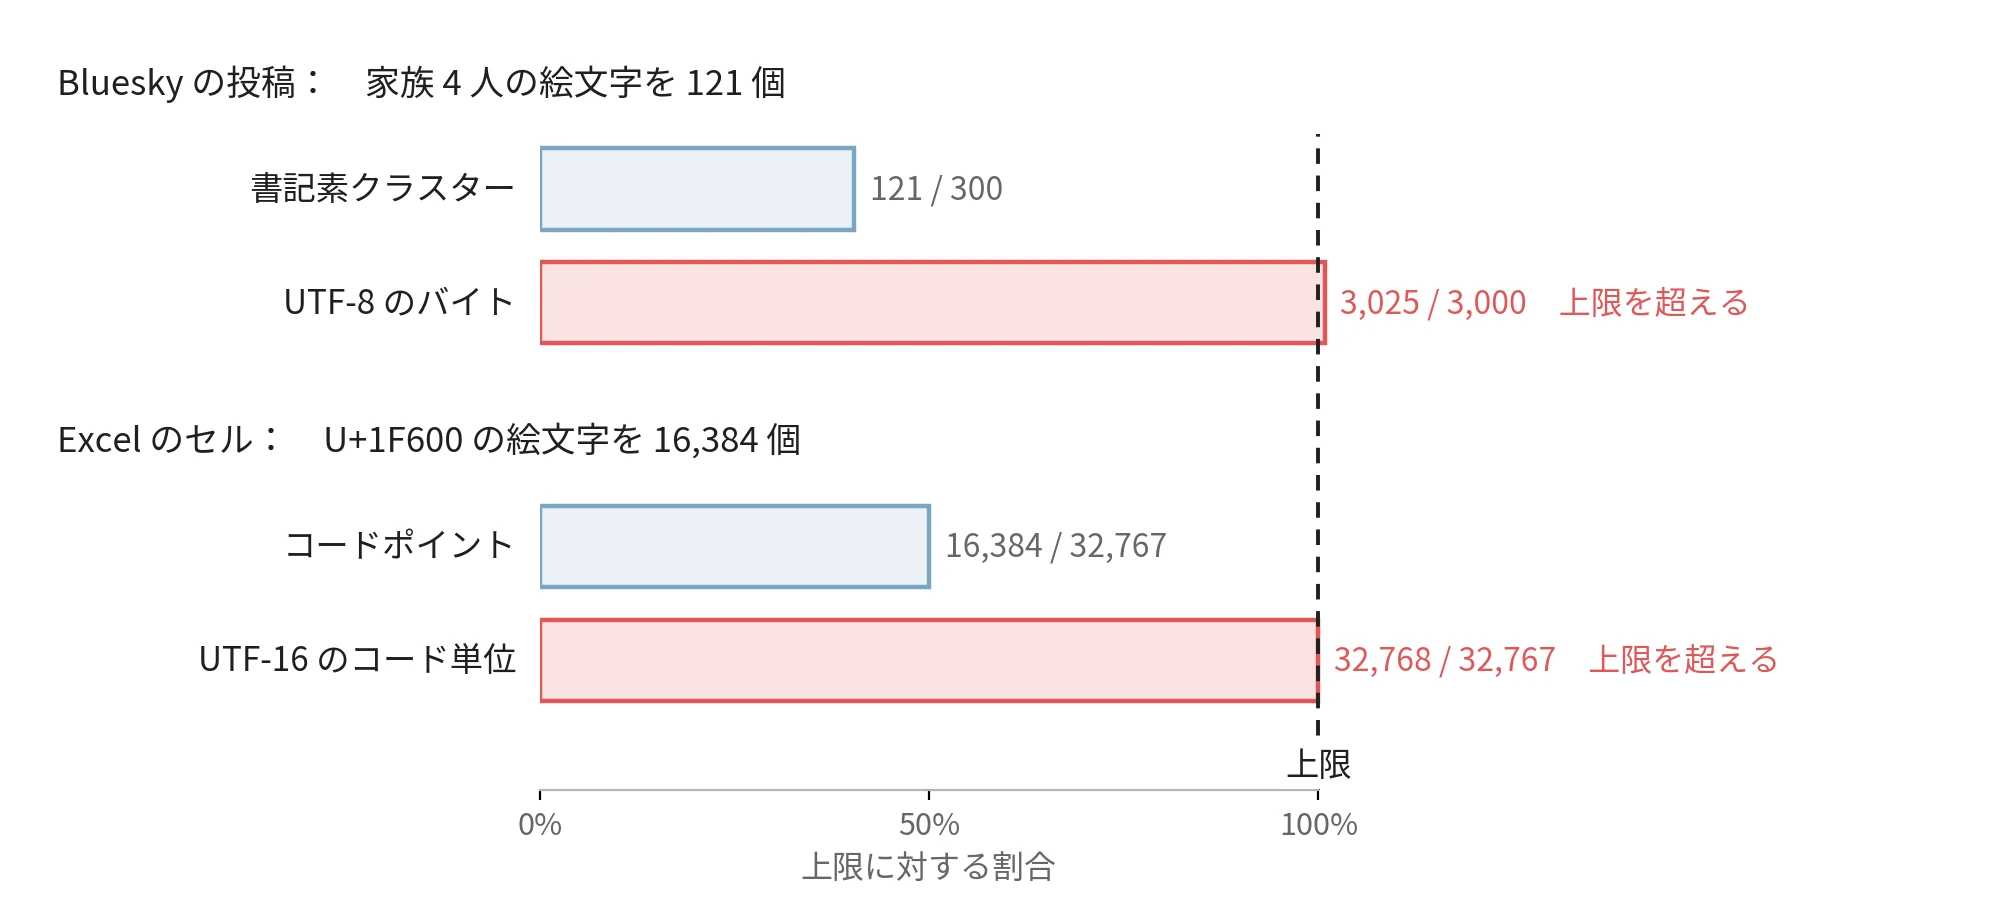 Bluesky の投稿：　家族 4 人の絵文字を 121 個
書記素クラスター
121 / 300
UTF-8 のバイト
3,025 / 3,000　上限を超える
Excel のセル：　U+1F600 の絵文字を 16,384 個
コードポイント
16,384 / 32,767
UTF-16 のコード単位
32,768 / 32,767　上限を超える
上限
0%
50%
100%
上限に対する割合